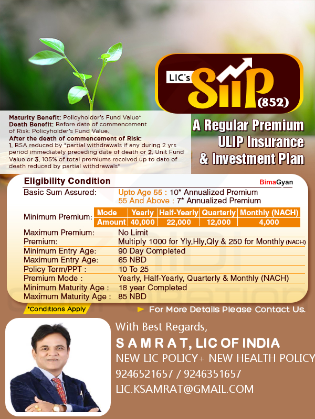 LIC's
SIIP
(852)
Maturity Benefit: Policyholder's Fund Value*
Death Benefit: Before date of commencement
of Risk: Policyholder's Fund Value.
After the death of commencement of Risk:
1. BSA reduced by *partial withdrawals if any during 2 yrs
period immediately preceding date of death or 2. Unit Fund
Value or 3. 105% of total premiums received up to date of
death reduced by partial withdrawals*
A Regular Premium
ULIP Insurance
& Investment Plan
Eligibility Condition
BimaGyan
Basic Sum Assured: Upto Age 55 : 10* Annualized Premium
55 And Above : 7* Annualized Premium
Minimum Premium: Mode Yearly Half-Yearly Quarterly Monthly (NACH)
Amount 40,000 22,000 12,000 4,000
Maximum Premium: No Limit
Premium: Multiply 1000 for Yly,Hly,Qly & 250 for Monthly (NACH)
Minimum Entry Age: 90 Day Completed
Maximum Entry Age: 65 NBD
Policy Term/PPT : 10 To 25
Premium Mode : Yearly, Half-Yearly, Quarterly & Monthly (NACH)
Minimum Maturity Age : 18 year Completed
Maximum Maturity Age : 85 NBD
*Conditions Apply
For More Details Please Contact Us.
With Best Regards,
S A M R A T, LIC OF INDIA
NEW LIC POLICY NEW HEALTH POLICY
9246521657 / 9246351657
LIC.KSAMRAT@GMAIL.COM